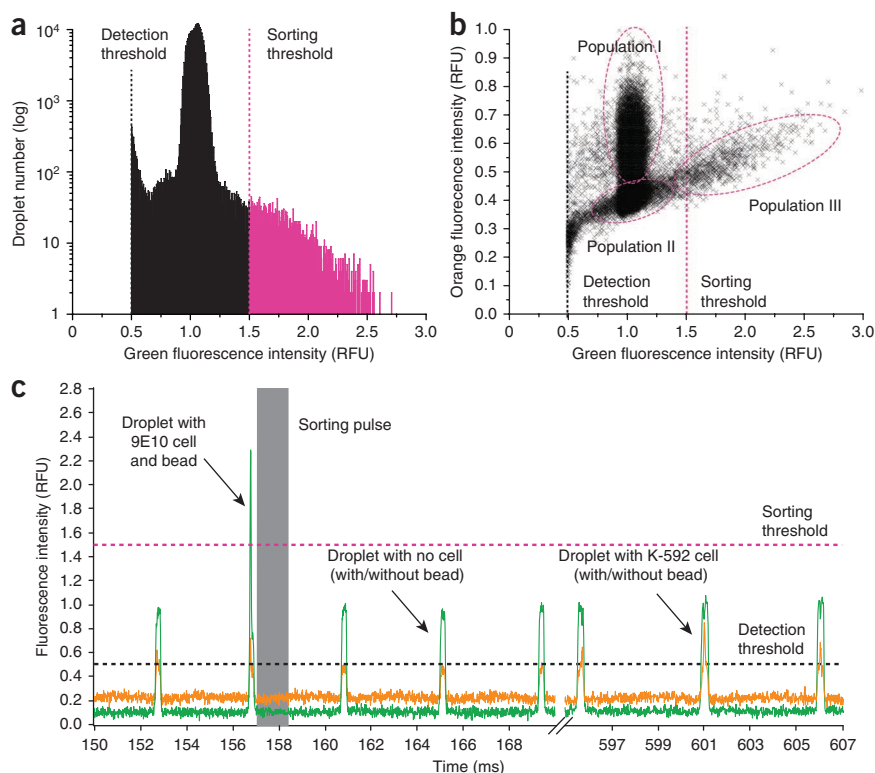 a
Detection
threshold
Sorting
threshold
Droplet number (log)
10⁴
10³
10²
10
1
0
0.5
1.0
1.5
2.0
2.5
3.0
Green fluorescence intensity (RFU)
b
Population I
Population II
Population III
Detection
threshold
Sorting
threshold
Orange fluorescence intensity (RFU)
1.0
0.9
0.8
0.7
0.6
0.5
0.4
0.3
0.2
0.1
0.0
0
0.5
1.0
1.5
2.0
2.5
3.0
Green fluorescence intensity (RFU)
c
Fluorescence intensity (RFU)
2.8
2.6
2.4
2.2
2.0
1.8
1.6
1.4
1.2
1.0
0.8
0.6
0.4
0.2
0.0
Droplet with
9E10 cell
and bead
Sorting pulse
Sorting
threshold
Droplet with no cell
(with/without bead)
Droplet with K-592 cell
(with/without bead)
Detection
threshold
150
152
154
156
158
160
162
164
166
168
597
599
601
603
605
607
Time (ms)